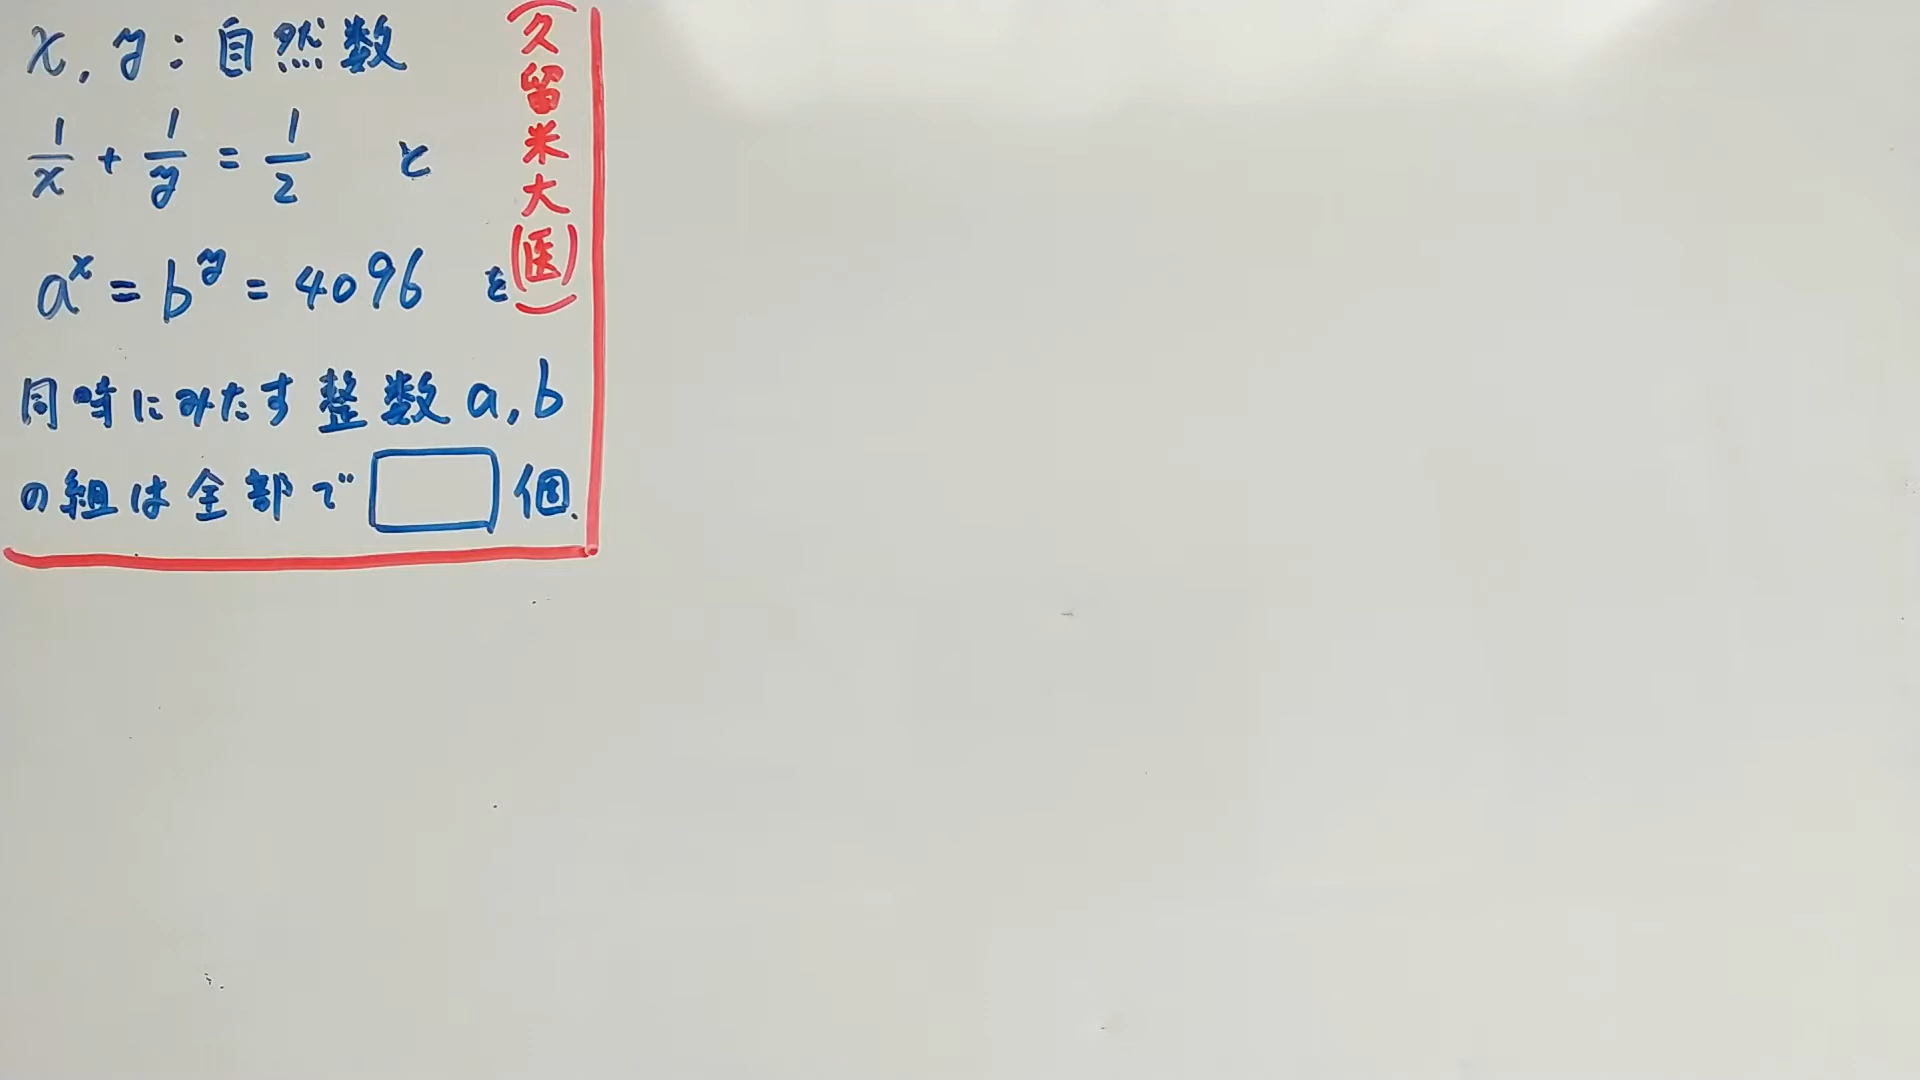 x, y : 自然数
1/x + 1/y = 1/2 と
a^x = b^y = 4096 を
同時にみたす整数 a, b
の組は全部で 個.
(久留米大(医))